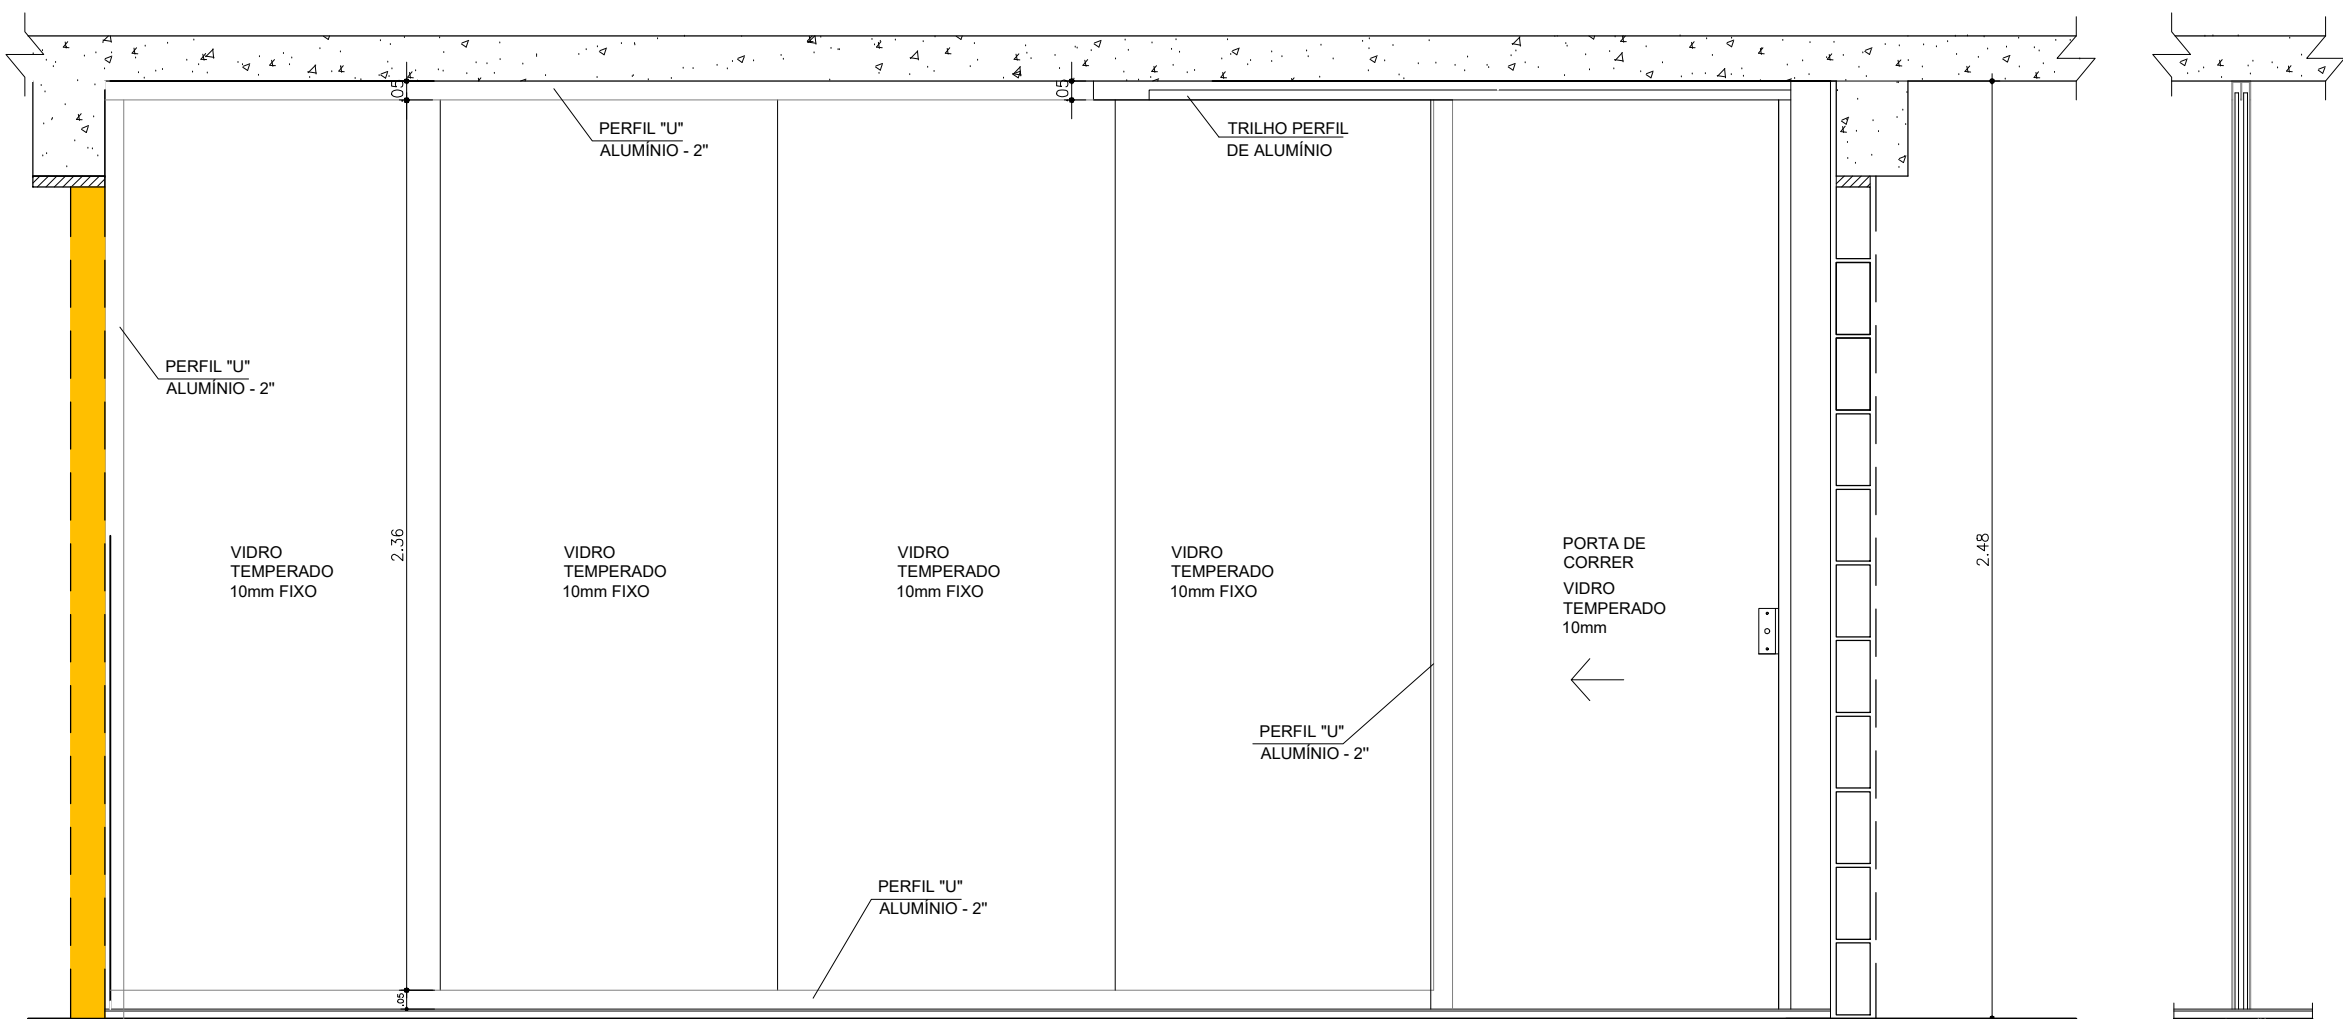 .05
.05
PERFIL "U"
ALUMÍNIO - 2"
TRILHO PERFIL
DE ALUMÍNIO
PERFIL "U"
ALUMÍNIO - 2"
2.36
VIDRO
TEMPERADO
10mm FIXO
VIDRO
TEMPERADO
10mm FIXO
VIDRO
TEMPERADO
10mm FIXO
VIDRO
TEMPERADO
10mm FIXO
PORTA DE
CORRER
VIDRO
TEMPERADO
10mm
2.48
PERFIL "U"
ALUMÍNIO - 2"
PERFIL "U"
ALUMÍNIO - 2"
.05